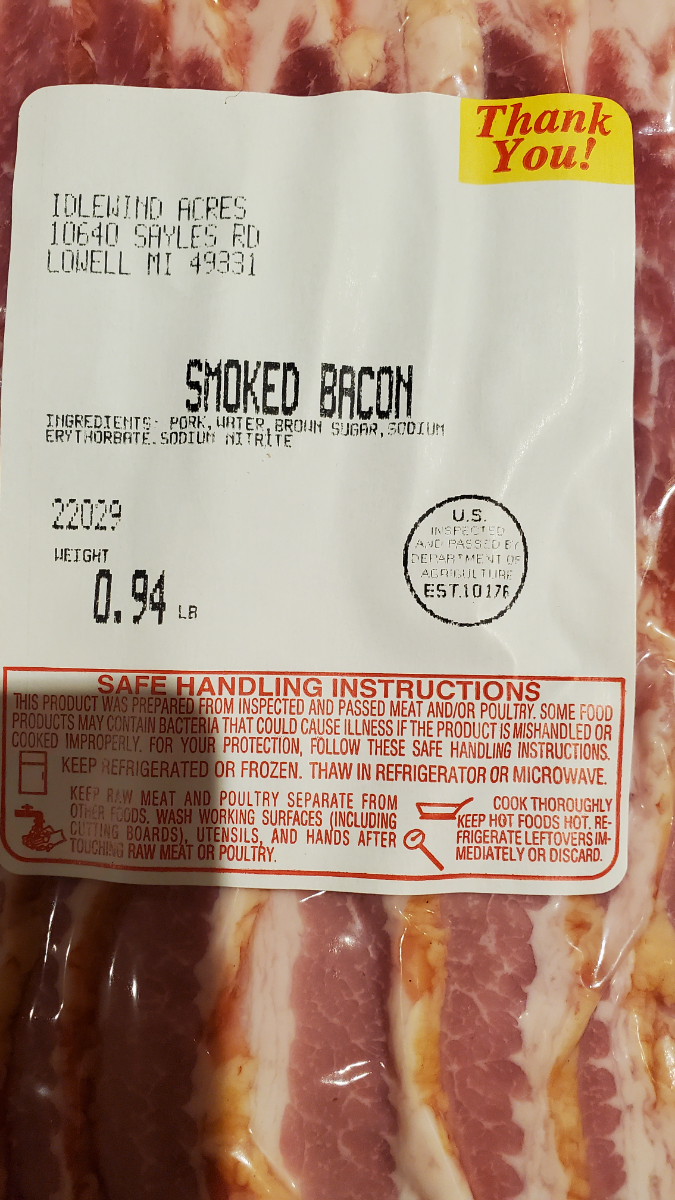 Thank
You!
IDLEWIND ACRES
10640 SAYLES RD
LOWELL MI 49331
SMOKED BACON
INGREDIENTS: PORK, WATER, BROWN SUGAR, SODIUM
ERYTHORBATE, SODIUM NITRITE
22029
WEIGHT
0.94 LB
U.S.
INSPECTED
AND PASSED BY
DEPARTMENT OF
AGRICULTURE
EST.10176
SAFE HANDLING INSTRUCTIONS
THIS PRODUCT WAS PREPARED FROM INSPECTED AND PASSED MEAT AND/OR POULTRY. SOME FOOD
PRODUCTS MAY CONTAIN BACTERIA THAT COULD CAUSE ILLNESS IF THE PRODUCT IS MISHANDLED OR
COOKED IMPROPERLY. FOR YOUR PROTECTION, FOLLOW THESE SAFE HANDLING INSTRUCTIONS.
KEEP REFRIGERATED OR FROZEN. THAW IN REFRIGERATOR OR MICROWAVE.
KEEP RAW MEAT AND POULTRY SEPARATE FROM
OTHER FOODS. WASH WORKING SURFACES (INCLUDING
CUTTING BOARDS), UTENSILS, AND HANDS AFTER
TOUCHING RAW MEAT OR POULTRY.
COOK THOROUGHLY
KEEP HOT FOODS HOT. RE-
FRIGERATE LEFTOVERS IM-
MEDIATELY OR DISCARD.